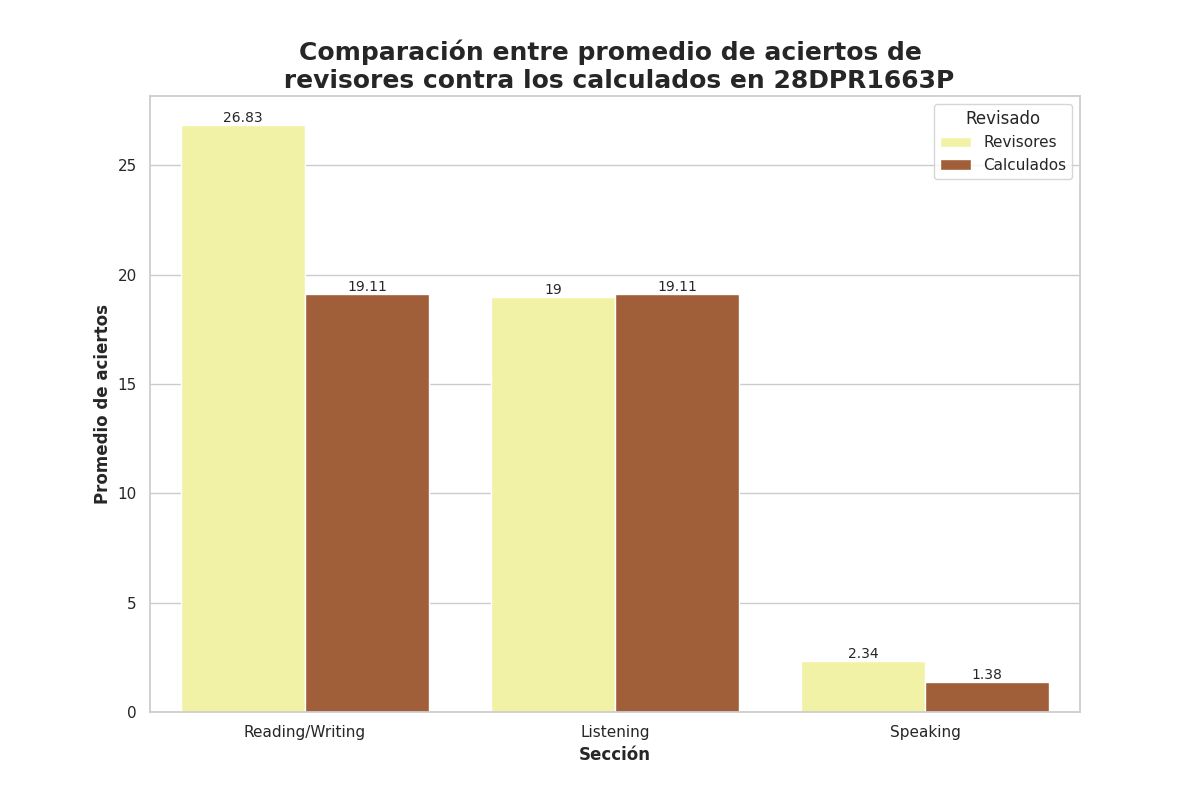 Comparación entre promedio de aciertos de
revisores contra los calculados en 28DPR1663P
Revisado
Revisores
Calculados
Promedio de aciertos
25
20
15
10
5
0
26.83
19.11
19
19.11
2.34
1.38
Reading/Writing
Listening
Speaking
Sección